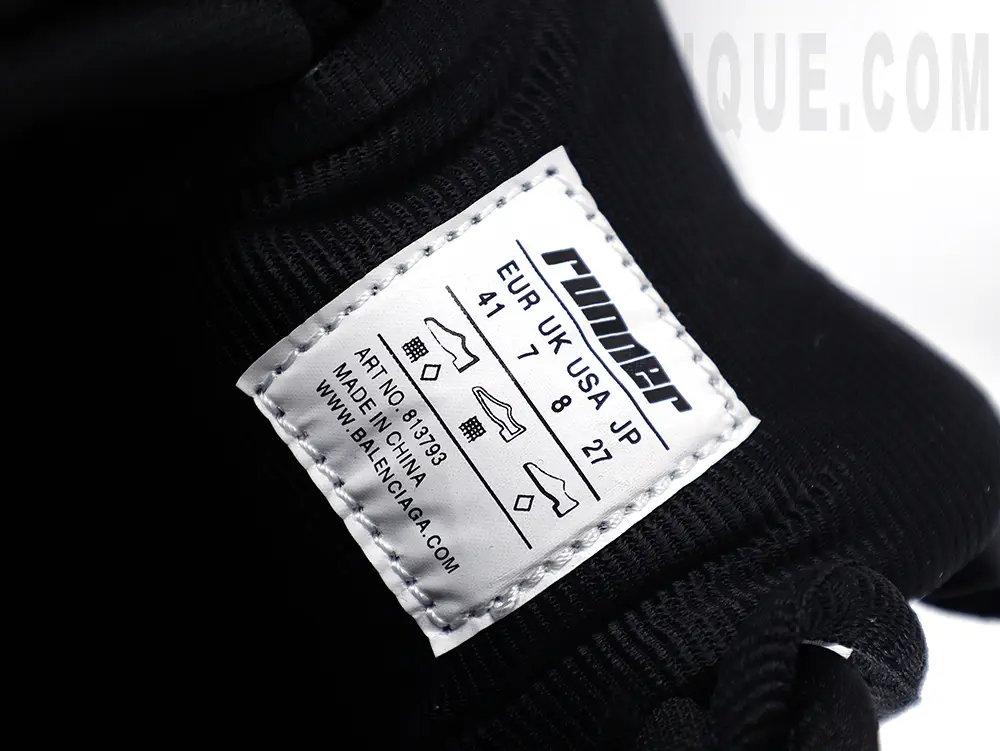 QUE.COM
runner
EUR UK USA JP
41 7 8 27
ART NO. 813793
MADE IN CHINA
WWW.BALENCIAGA.COM